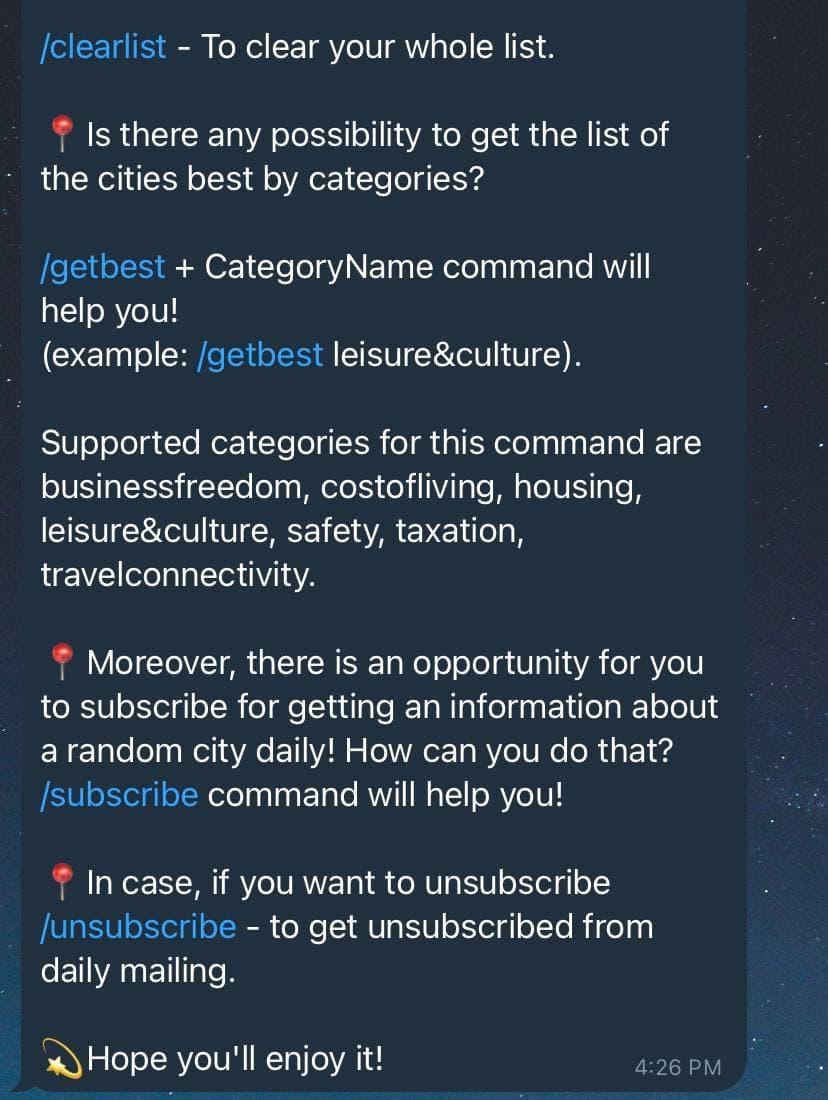 /clearlist - To clear your whole list.
📍 Is there any possibility to get the list of
the cities best by categories?
/getbest + CategoryName command will
help you!
(example: /getbest leisure&culture).
Supported categories for this command are
businessfreedom, costofliving, housing,
leisure&culture, safety, taxation,
travelconnectivity.
📍 Moreover, there is an opportunity for you
to subscribe for getting an information about
a random city daily! How can you do that?
/subscribe command will help you!
📍 In case, if you want to unsubscribe
/unsubscribe - to get unsubscribed from
daily mailing.
💫Hope you'll enjoy it!
4:26 PM